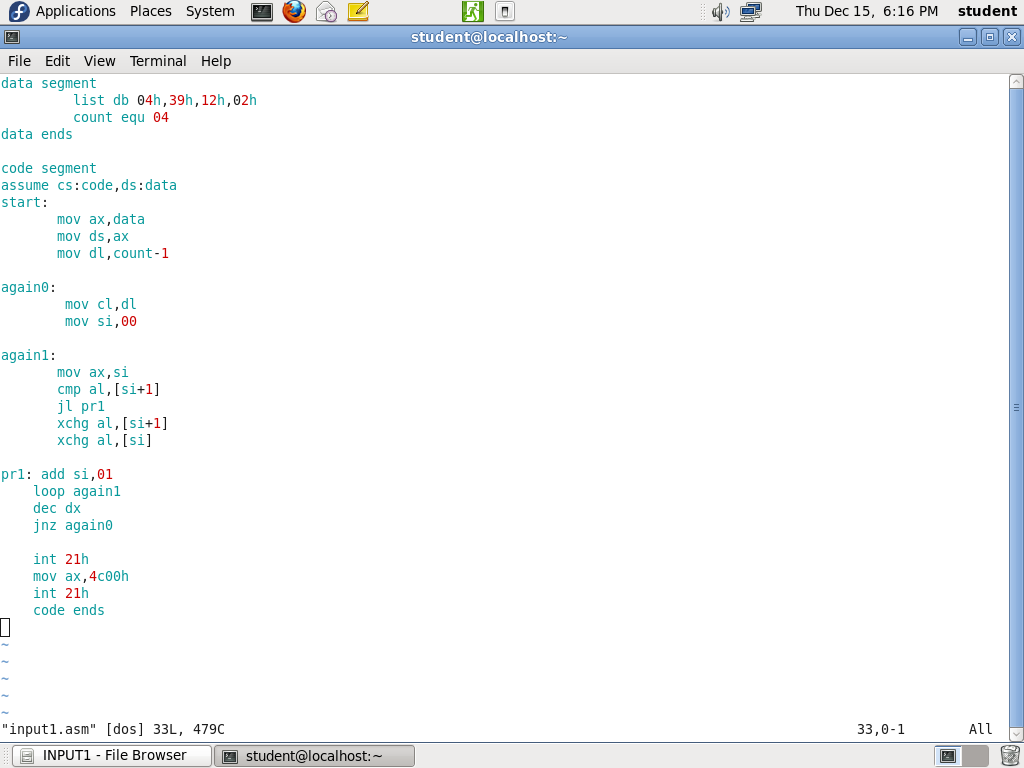 Applications Places System Thu Dec 15, 6:16 PM student
student@localhost:~
File Edit View Terminal Help
data segment
list db 04h,39h,12h,02h
count equ 04
data ends
code segment
assume cs:code,ds:data
start:
mov ax,data
mov ds,ax
mov dl,count-1
again0:
mov cl,dl
mov si,00
again1:
mov ax,si
cmp al,[si+1]
jl pr1
xchg al,[si+1]
xchg al,[si]
pr1: add si,01
loop again1
dec dx
jnz again0
int 21h
mov ax,4c00h
int 21h
code ends
~
~
~
~
~
"input1.asm" [dos] 33L, 479C 33,0-1 All
INPUT1 - File Browser student@localhost:~